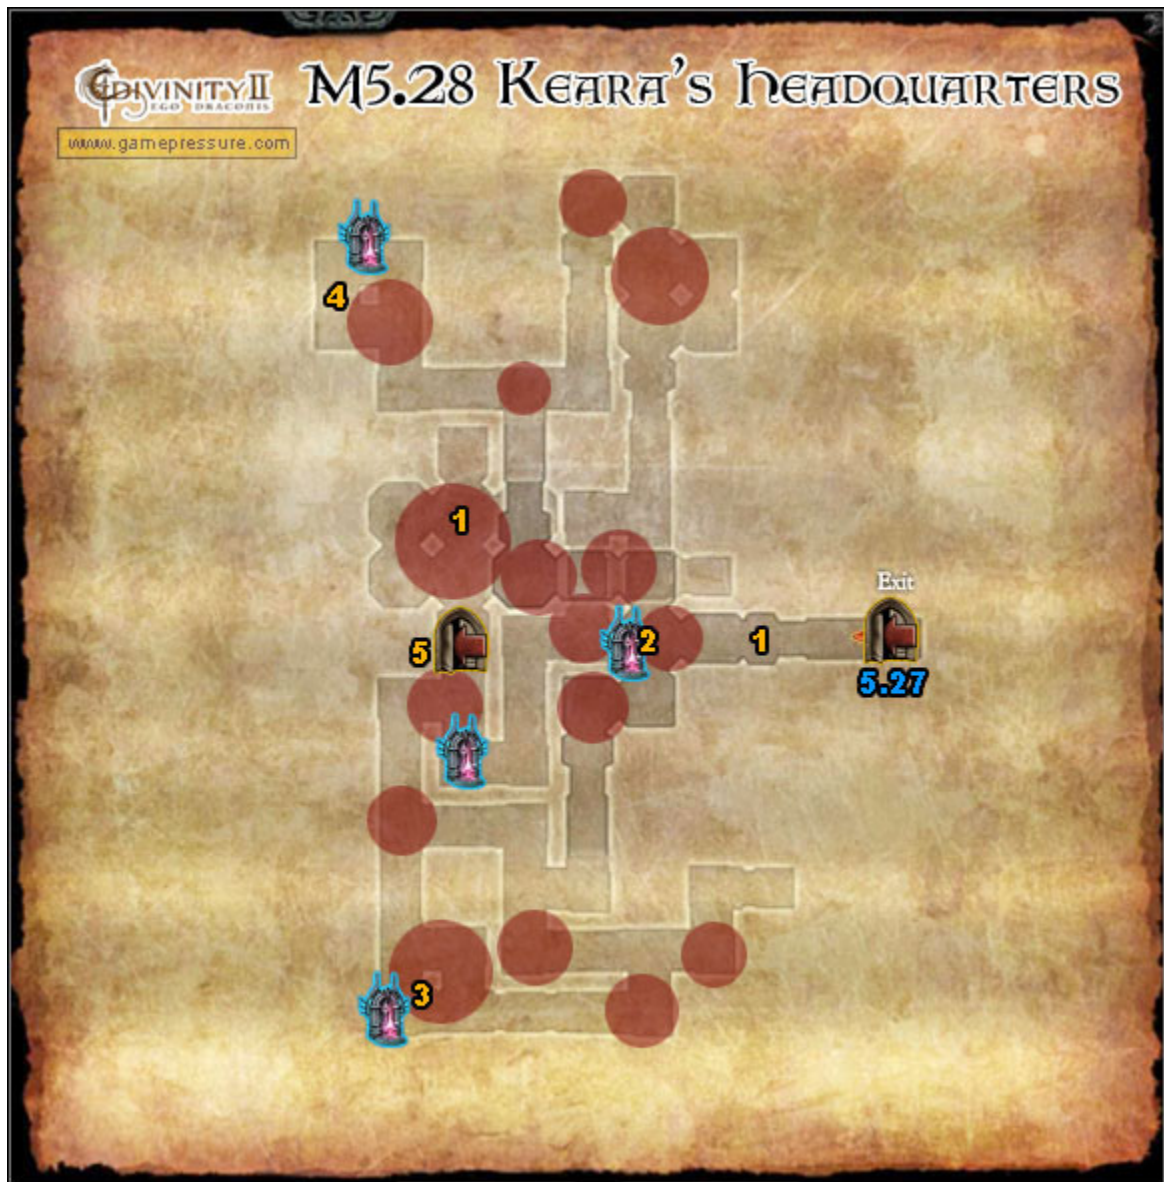 DIVINITY II
EGO DRACONIS
M5.28 Keara's Headquarters
www.gamepressure.com
4
1
Exit
5
2
1
5.27
3